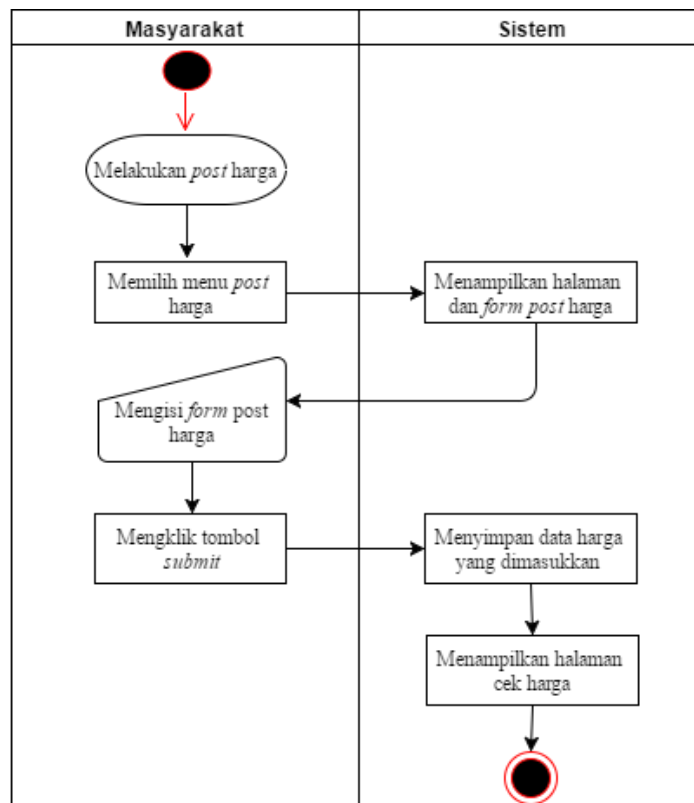 Masyarakat
Sistem
Melakukan post harga
Memilih menu post
harga
Menampilkan halaman
dan form post harga
Mengisi form post
harga
Mengklik tombol
submit
Menyimpan data harga
yang dimasukkan
Menampilkan halaman
cek harga